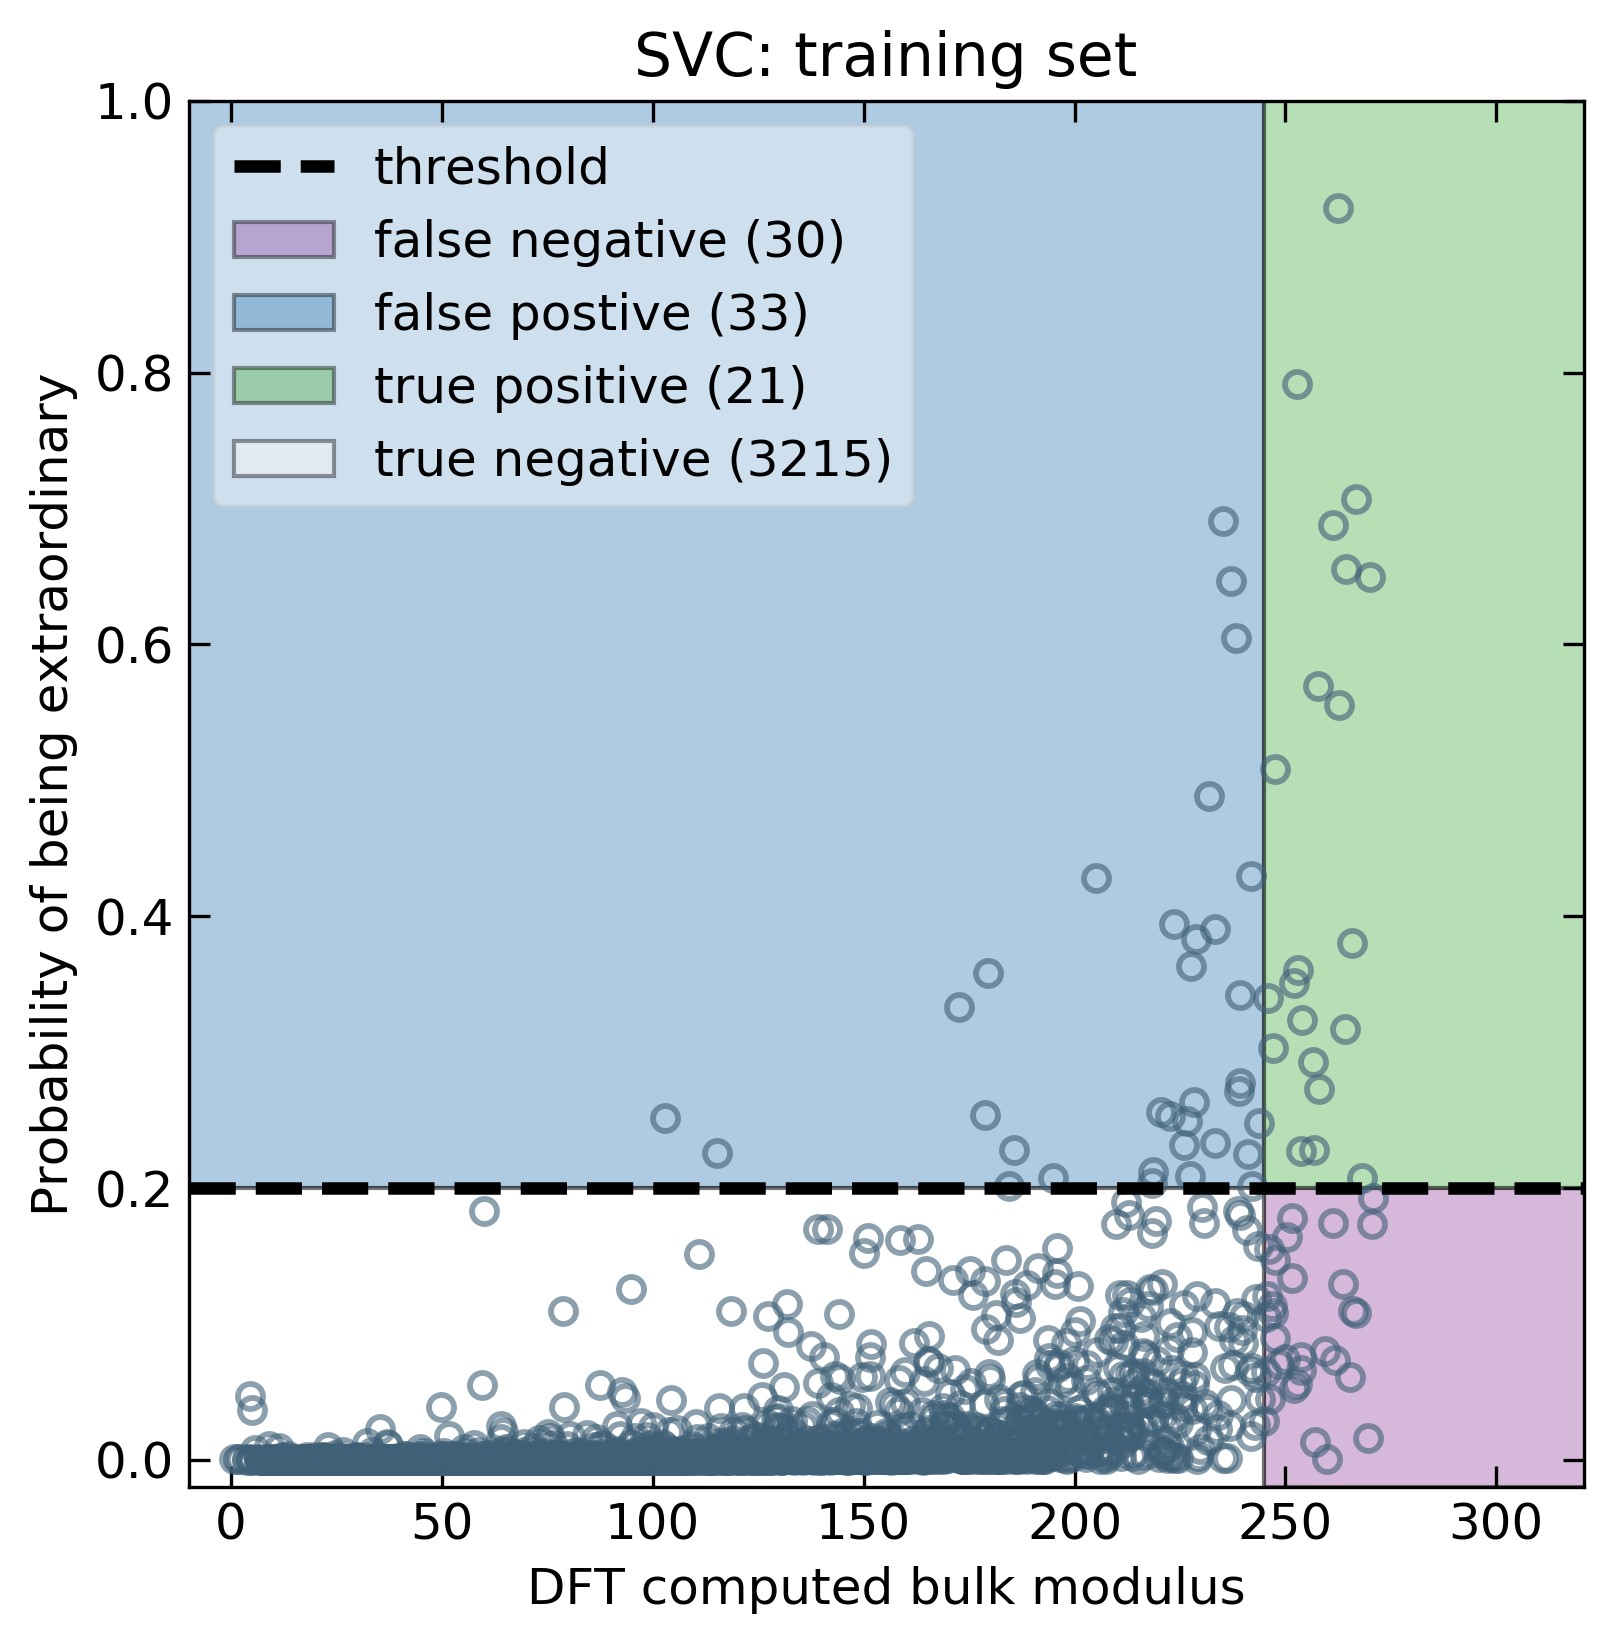 SVC: training set
1.0
0.8
0.6
0.4
0.2
0.0
Probability of being extraordinary
threshold
false negative (30)
false postive (33)
true positive (21)
true negative (3215)
0 50 100 150 200 250 300
DFT computed bulk modulus